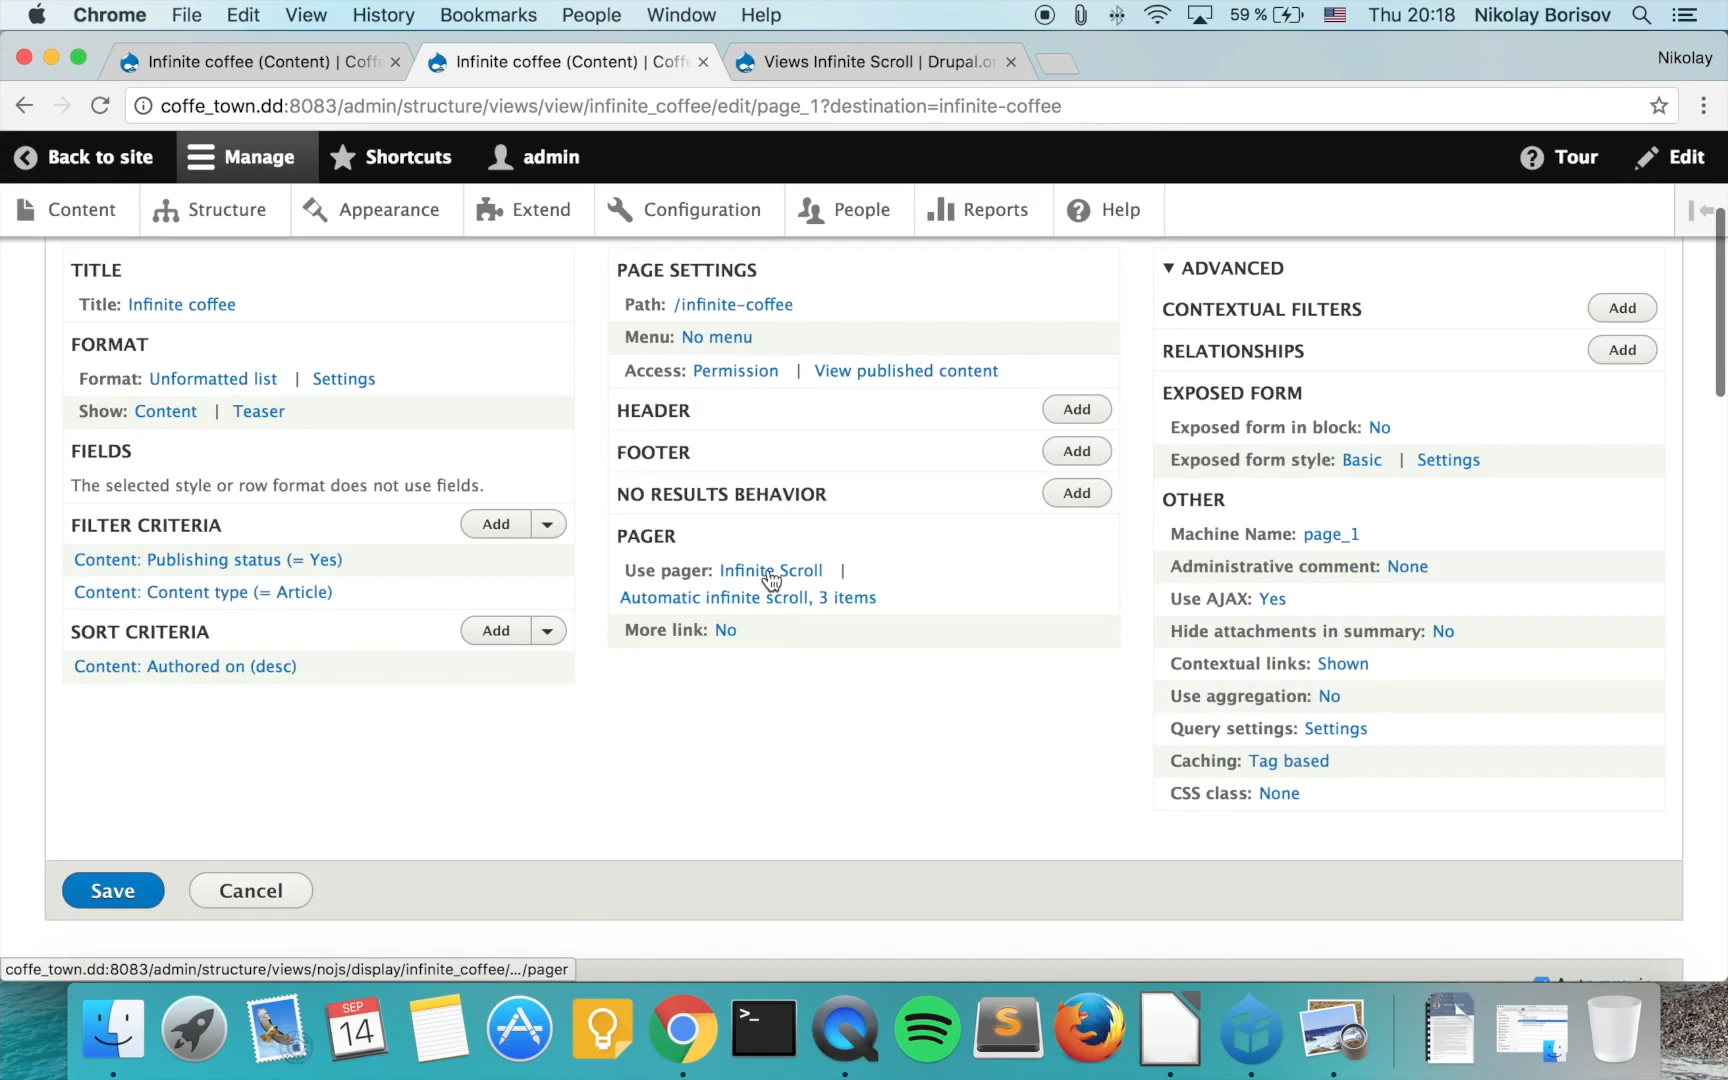 Chrome File Edit View History Bookmarks People Window Help 59 % Thu 20:18 Nikolay Borisov
Infinite coffee (Content) | Coffe Infinite coffee (Content) | Coffe Views Infinite Scroll | Drupal.or Nikolay
coffe_town.dd:8083/admin/structure/views/view/infinite_coffee/edit/page_1?destination=infinite-coffee
Back to site Manage Shortcuts admin Tour Edit
Content Structure Appearance Extend Configuration People Reports Help
TITLE
Title: Infinite coffee
FORMAT
Format: Unformatted list | Settings
Show: Content | Teaser
FIELDS
The selected style or row format does not use fields.
FILTER CRITERIA Add
Content: Publishing status (= Yes)
Content: Content type (= Article)
SORT CRITERIA Add
Content: Authored on (desc)
PAGE SETTINGS
Path: /infinite-coffee
Menu: No menu
Access: Permission | View published content
HEADER Add
FOOTER Add
NO RESULTS BEHAVIOR Add
PAGER
Use pager: Infinite Scroll |
Automatic infinite scroll, 3 items
More link: No
ADVANCED
CONTEXTUAL FILTERS Add
RELATIONSHIPS Add
EXPOSED FORM
Exposed form in block: No
Exposed form style: Basic | Settings
OTHER
Machine Name: page_1
Administrative comment: None
Use AJAX: Yes
Hide attachments in summary: No
Contextual links: Shown
Use aggregation: No
Query settings: Settings
Caching: Tag based
CSS class: None
Save Cancel
coffe_town.dd:8083/admin/structure/views/nojs/display/infinite_coffee/.../pager
SEP
14